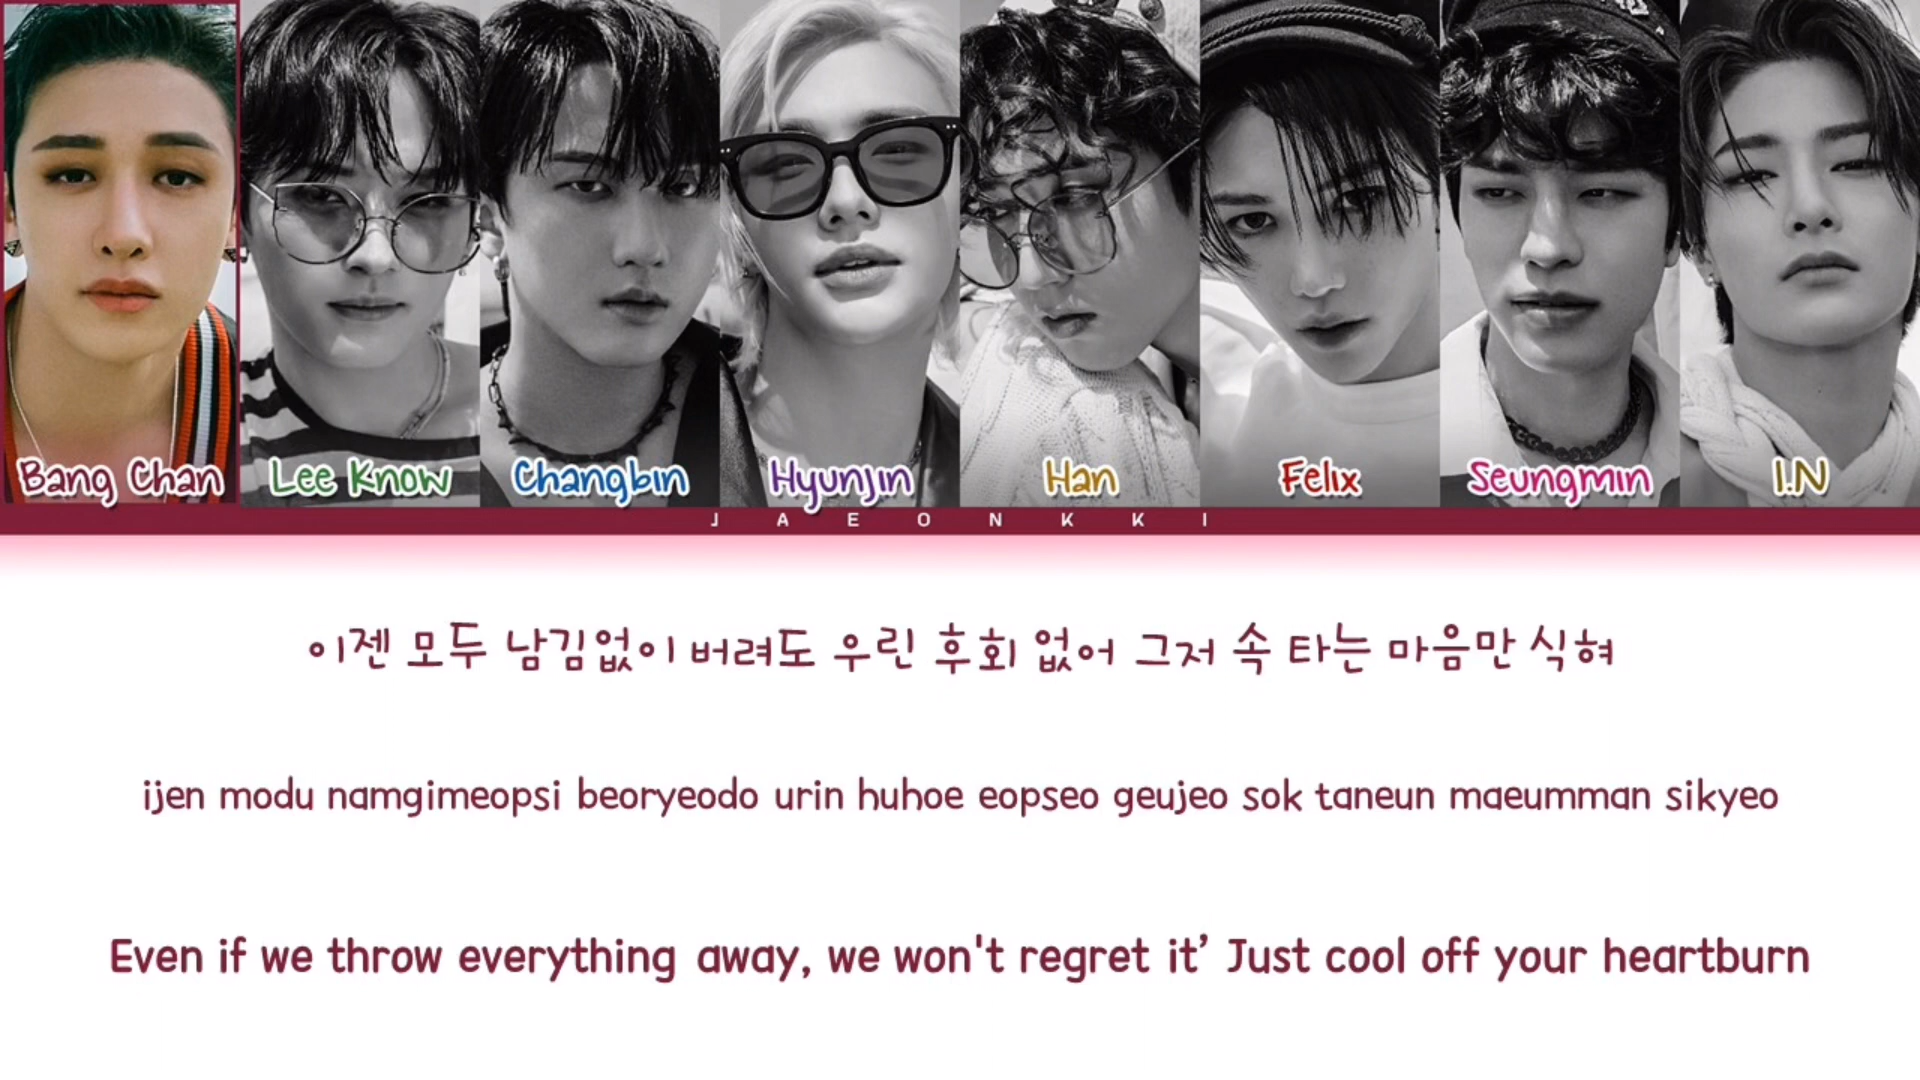 Bang Chan Lee Know Changbin Hyunjin Han Felix Seungmin I.N
JAEONKKI
이젠 모두 남김없이 버려도 우린 후회 없어 그저 속 타는 마음만 식혀
ijen modu namgimeopsi beoryeodo urin huhoe eopseo geujeo sok taneun maeumman sikyeo
Even if we throw everything away, we won't regret it’ Just cool off your heartburn